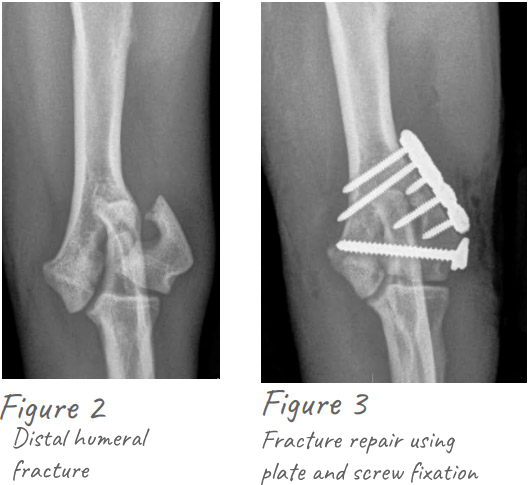 Figure 2
Distal humeral
fracture
Figure 3
Fracture repair using
plate and screw fixation